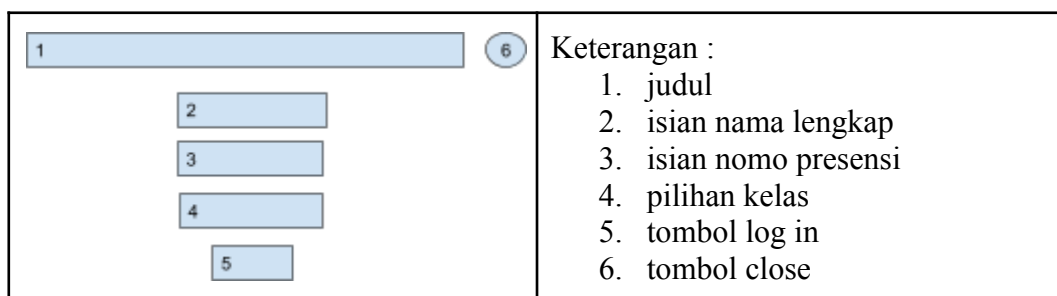 1
6
2
3
4
5
Keterangan :
1. judul
2. isian nama lengkap
3. isian nomo presensi
4. pilihan kelas
5. tombol log in
6. tombol close